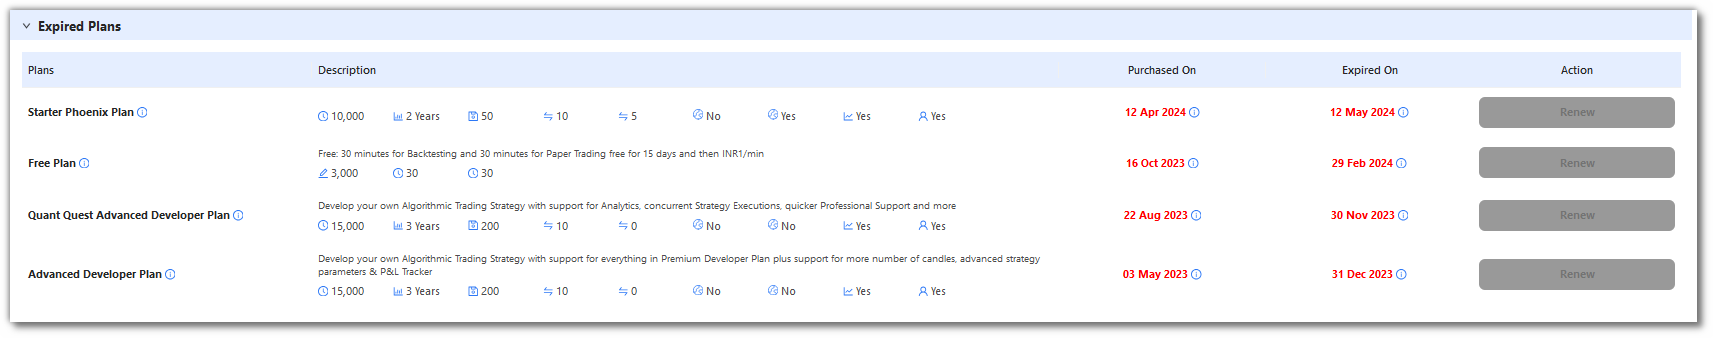 Expired Plans
Plans Description Purchased On Expired On Action
Starter Phoenix Plan 10,000 2 Years 50 10 5 No Yes Yes Yes 12 Apr 2024 12 May 2024 Renew
Free: 30 minutes for Backtesting and 30 minutes for Paper Trading free for 15 days and then INR1/min
Free Plan 16 Oct 2023 29 Feb 2024 Renew
3,000 30 30
Develop your own Algorithmic Trading Strategy with support for Analytics, concurrent Strategy Executions, quicker Professional Support and more
Quant Quest Advanced Developer Plan 22 Aug 2023 30 Nov 2023 Renew
15,000 3 Years 200 10 0 No No Yes Yes
Develop your own Algorithmic Trading Strategy with support for everything in Premium Developer Plan plus support for more number of candles, advanced strategy
parameters & P&L Tracker
Advanced Developer Plan 03 May 2023 31 Dec 2023 Renew
15,000 3 Years 200 10 0 No No Yes Yes